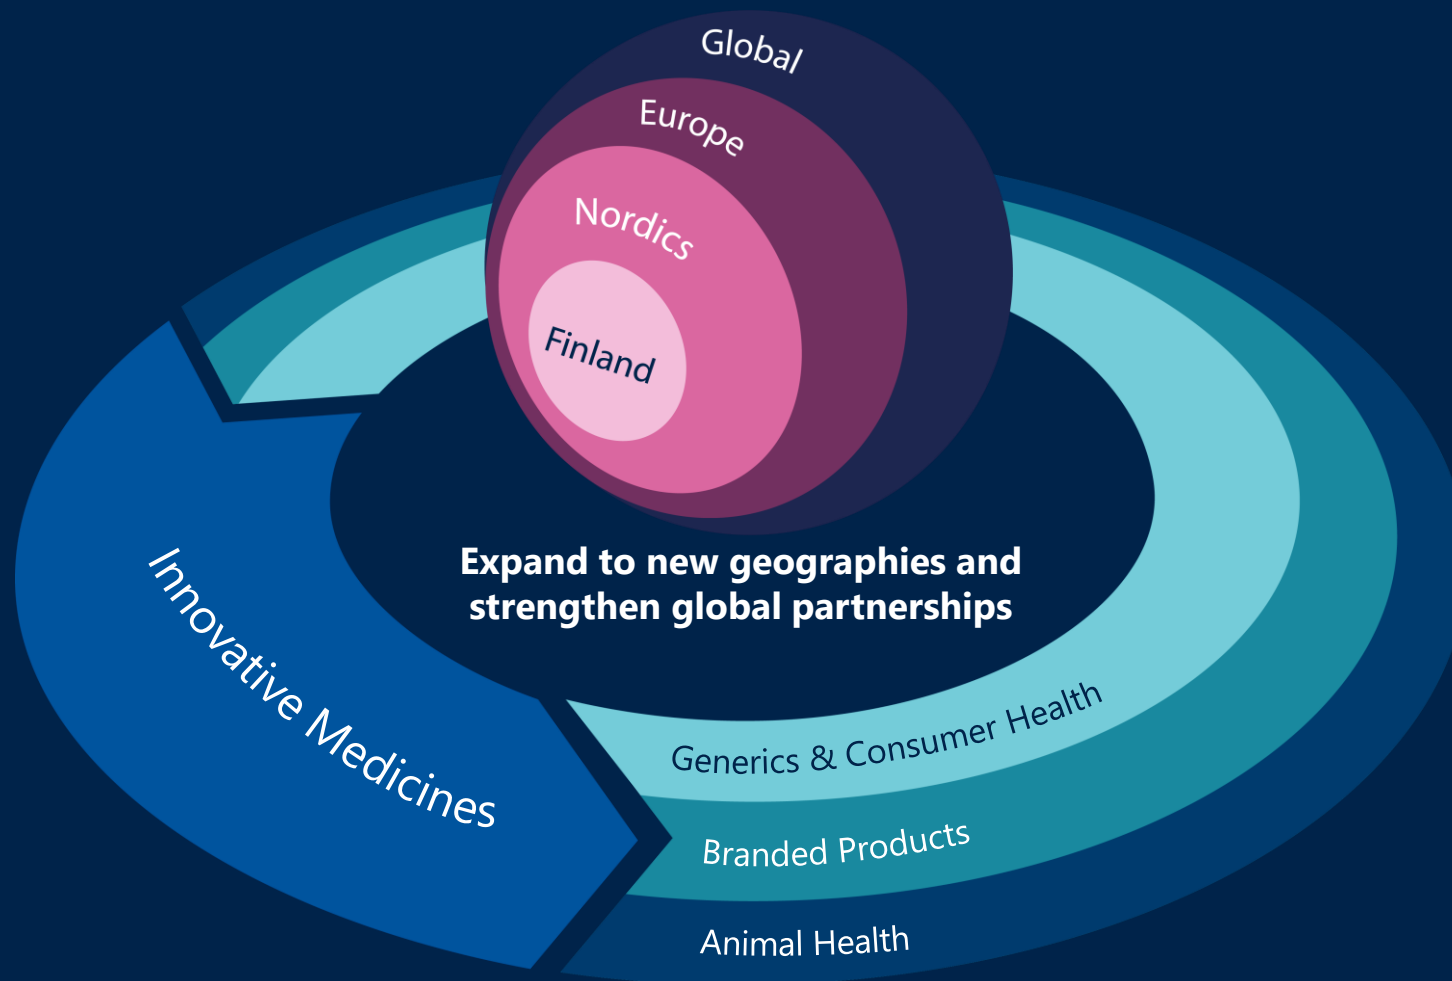 Global
Europe
Nordics
Finland
Expand to new geographies and
strengthen global partnerships
Innovative Medicines
Generics & Consumer Health
Branded Products
Animal Health